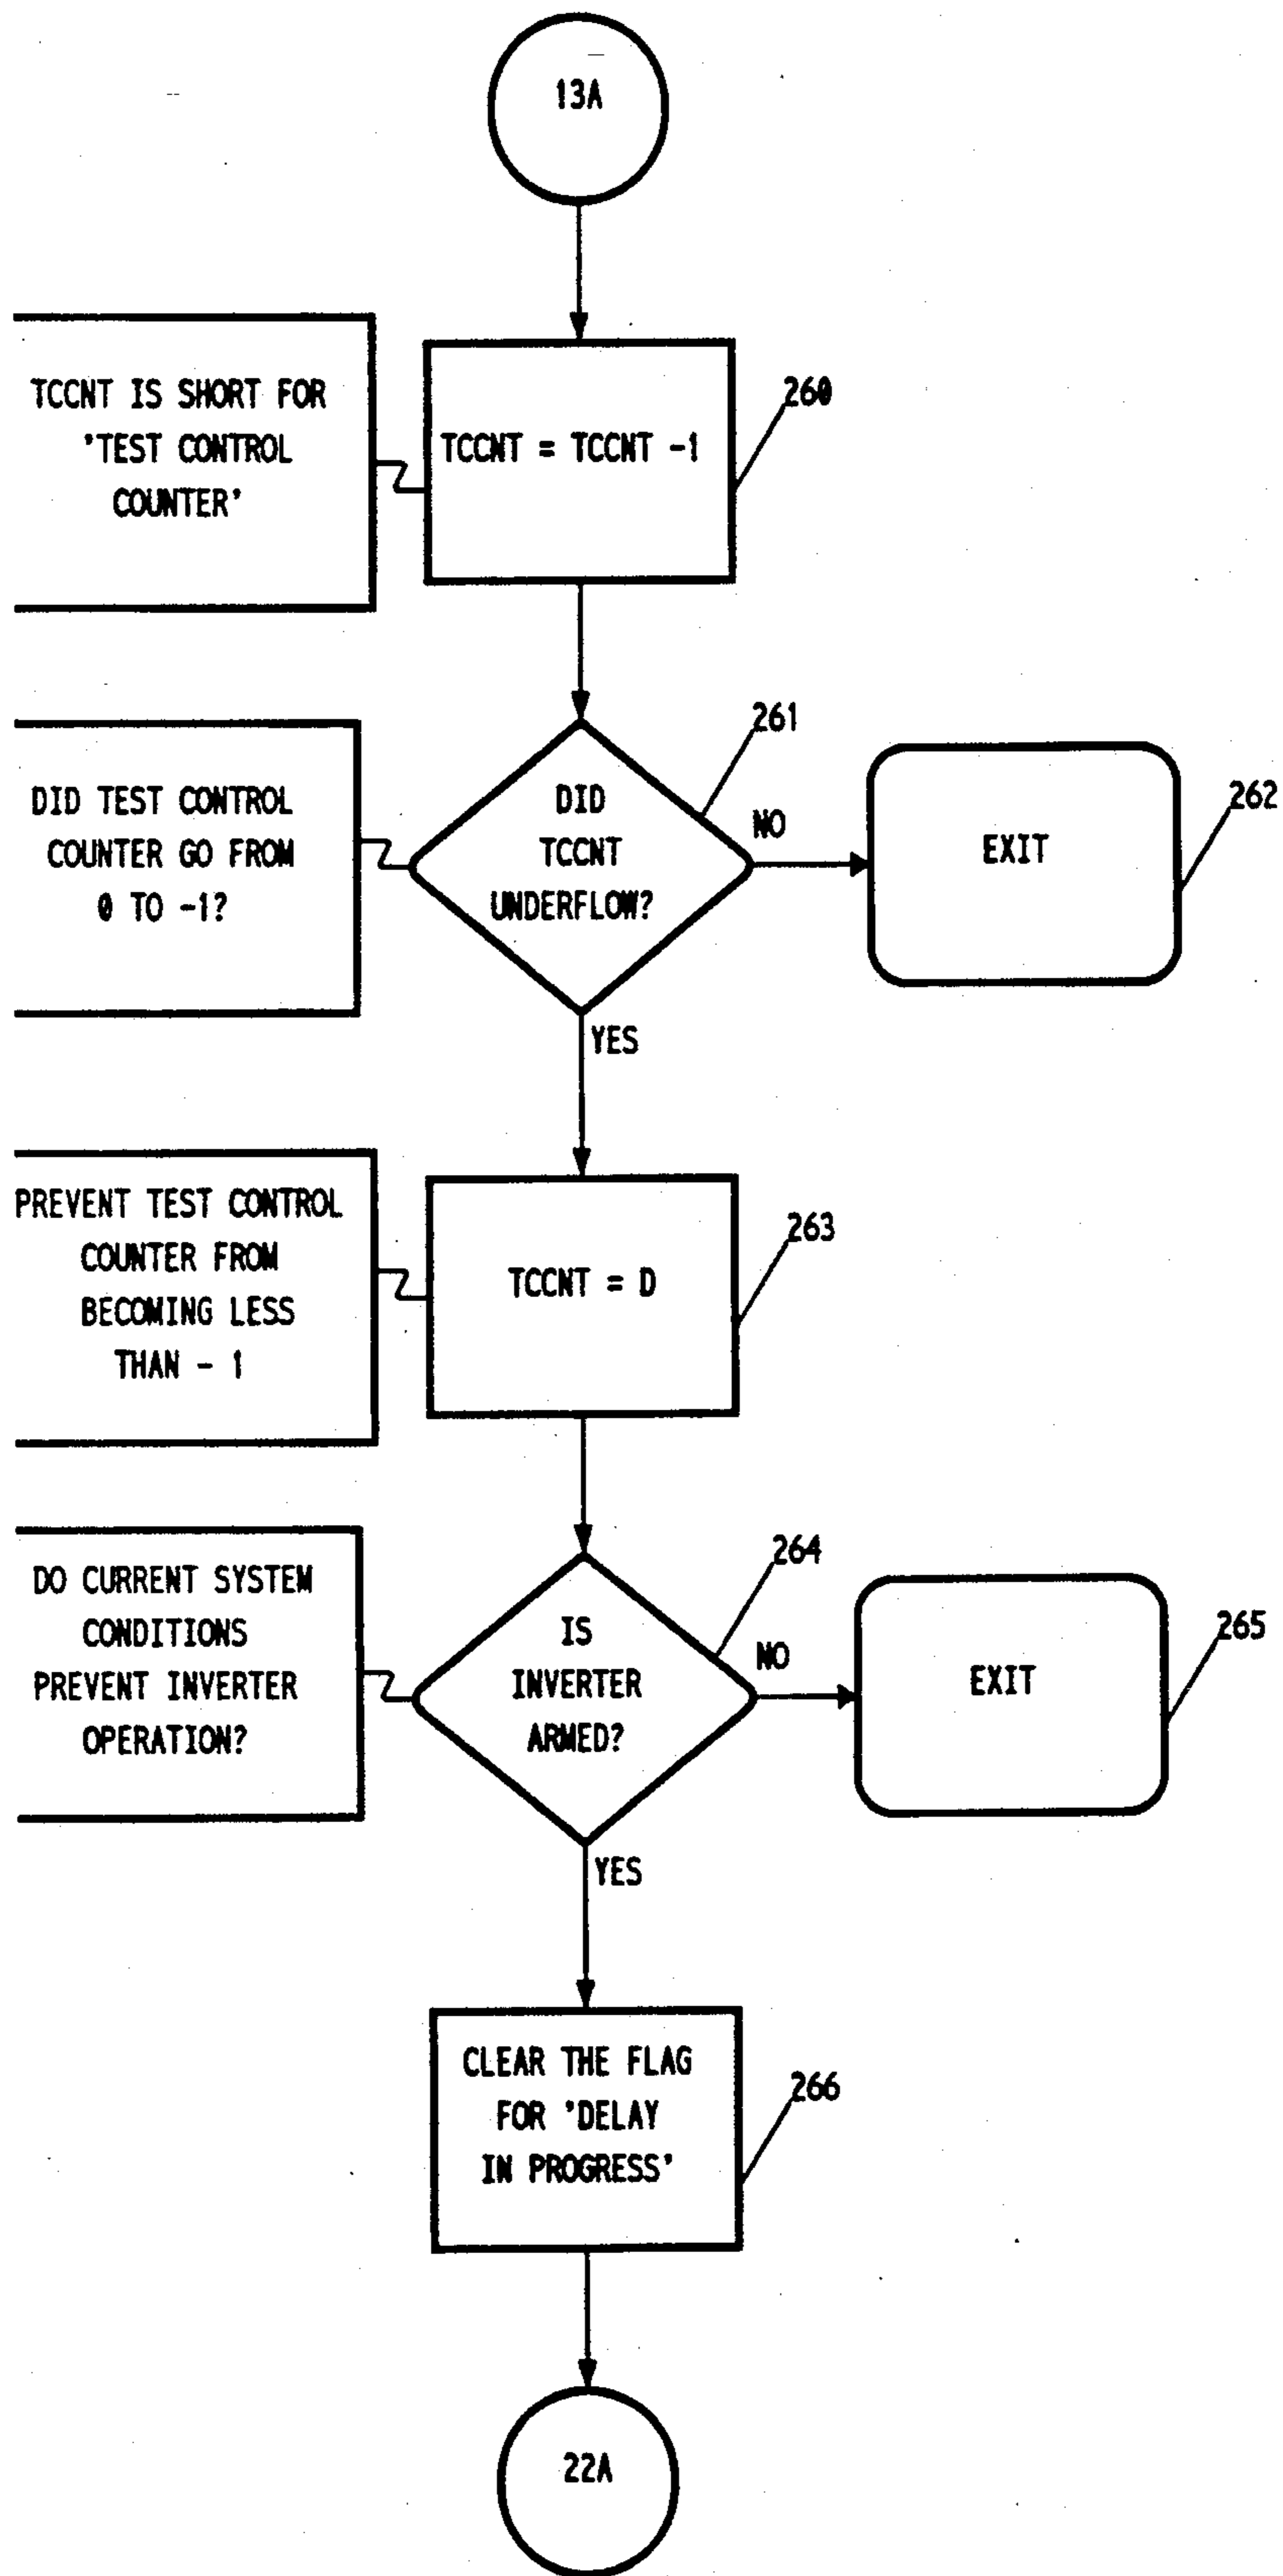 13A
TCCNT IS SHORT FOR
'TEST CONTROL
COUNTER'
TCCNT = TCCNT -1
260
DID TEST CONTROL
COUNTER GO FROM
0 TO -1?
DID
TCCNT
UNDERFLOW?
261
NO
EXIT
262
YES
PREVENT TEST CONTROL
COUNTER FROM
BECOMING LESS
THAN - 1
TCCNT = D
263
DO CURRENT SYSTEM
CONDITIONS
PREVENT INVERTER
OPERATION?
IS
INVERTER
ARMED?
264
NO
EXIT
265
YES
CLEAR THE FLAG
FOR 'DELAY
IN PROGRESS'
266
22A